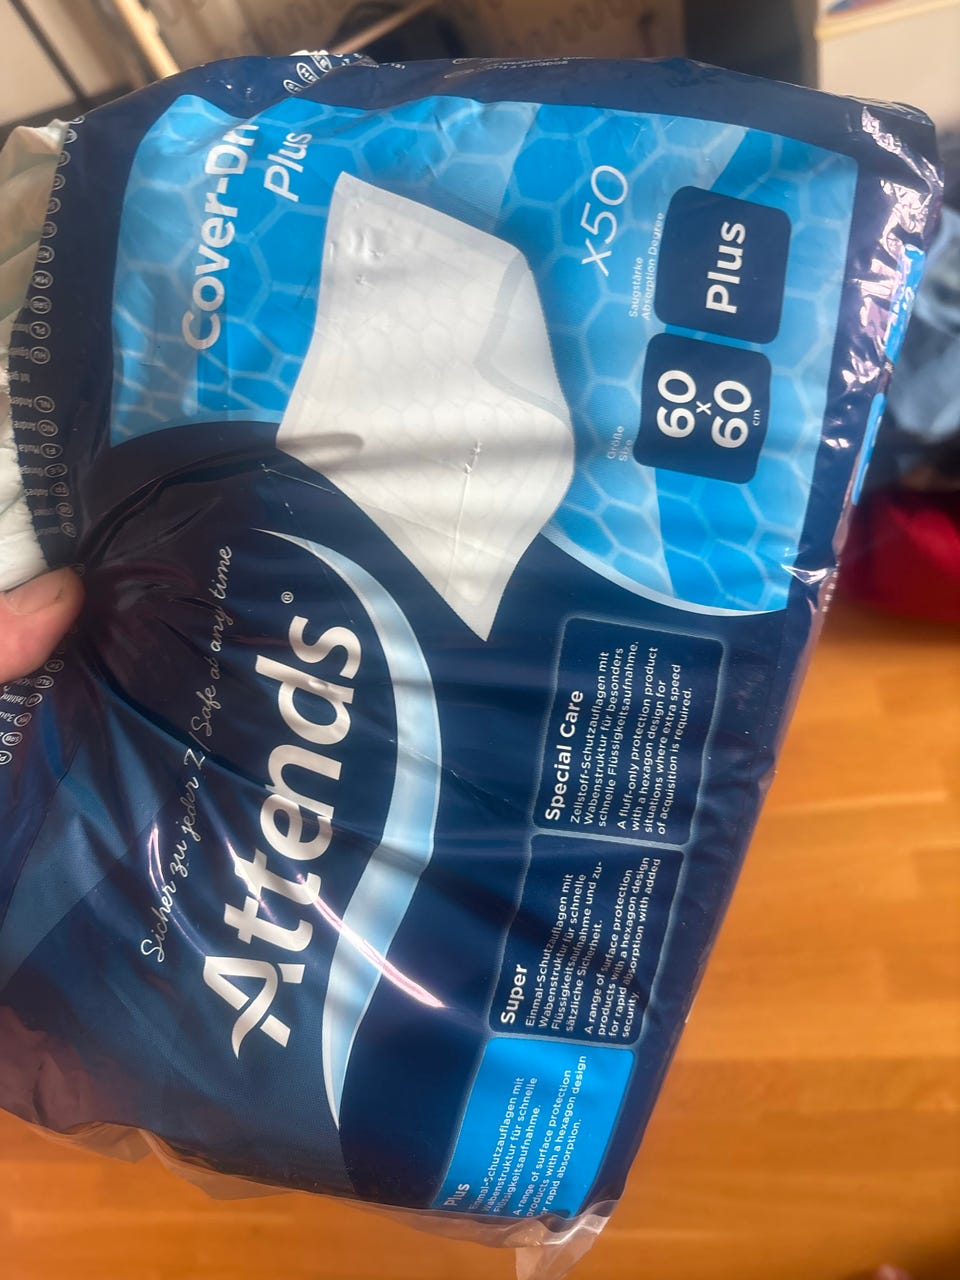 Cover-Dri
Plus
x50
Saugstärke
Absorption Degree
Plus
Größe
Size
60
x
60
cm
Sicher zu jeder Z / Safe at any time
Attends®
Special Care
Zellstoff-Schutzauflagen mit
Wabenstruktur für besonders
schnelle Flüssigkeitsaufnahme.
A fluff-only protection product
with a hexagon design for
situations where extra speed
of acquisition is required.
Super
Einmal-Schutzauflagen mit
Wabenstruktur für schnelle
Flüssigkeitsaufnahme und zu-
sätzliche Sicherheit.
A range of surface protection
products with a hexagon design
for rapid absorption with added
security.
Plus
Einmal-Schutzauflagen mit
Wabenstruktur für schnelle
Flüssigkeitsaufnahme.
A range of surface protection
products with a hexagon design
or rapid absorption.